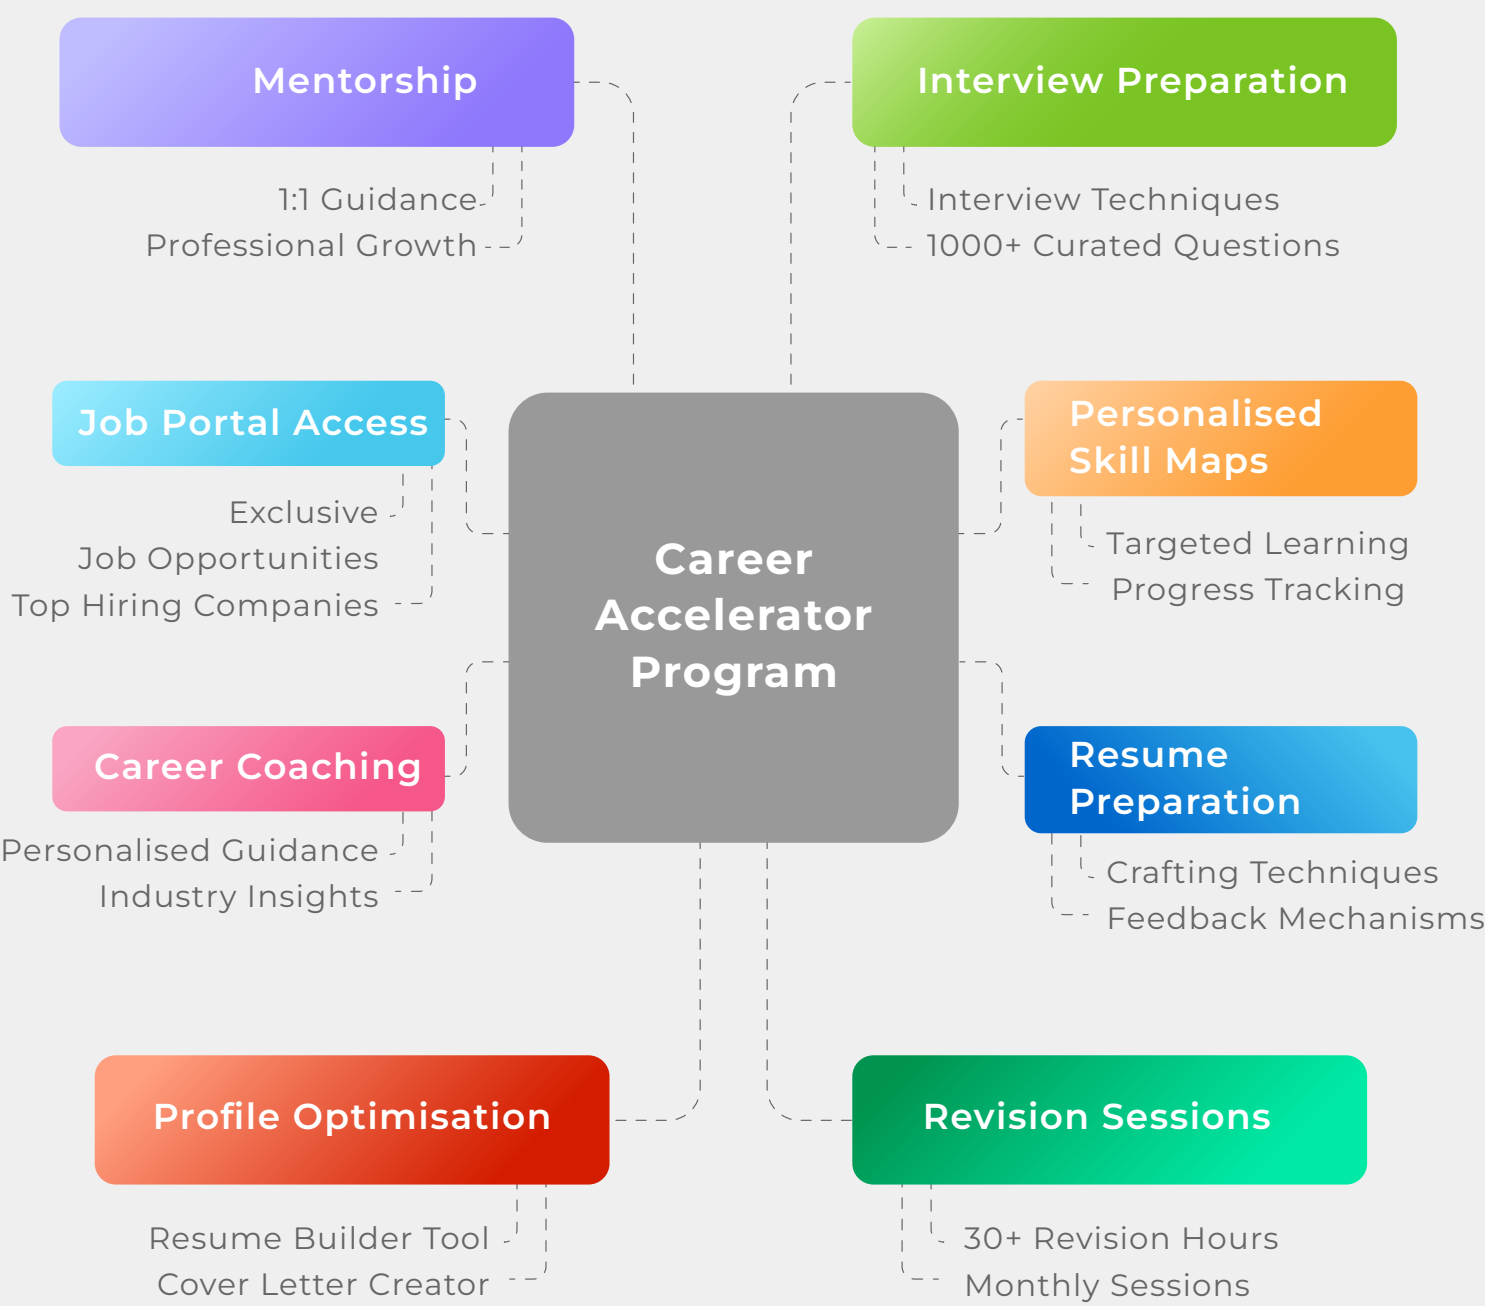 Mentorship
1:1 Guidance
Professional Growth
Interview Preparation
Interview Techniques
1000+ Curated Questions
Job Portal Access
Exclusive
Job Opportunities
Top Hiring Companies
Career
Accelerator
Program
Personalised
Skill Maps
Targeted Learning
Progress Tracking
Career Coaching
Personalised Guidance
Industry Insights
Resume
Preparation
Crafting Techniques
Feedback Mechanisms
Profile Optimisation
Resume Builder Tool
Cover Letter Creator
Revision Sessions
30+ Revision Hours
Monthly Sessions